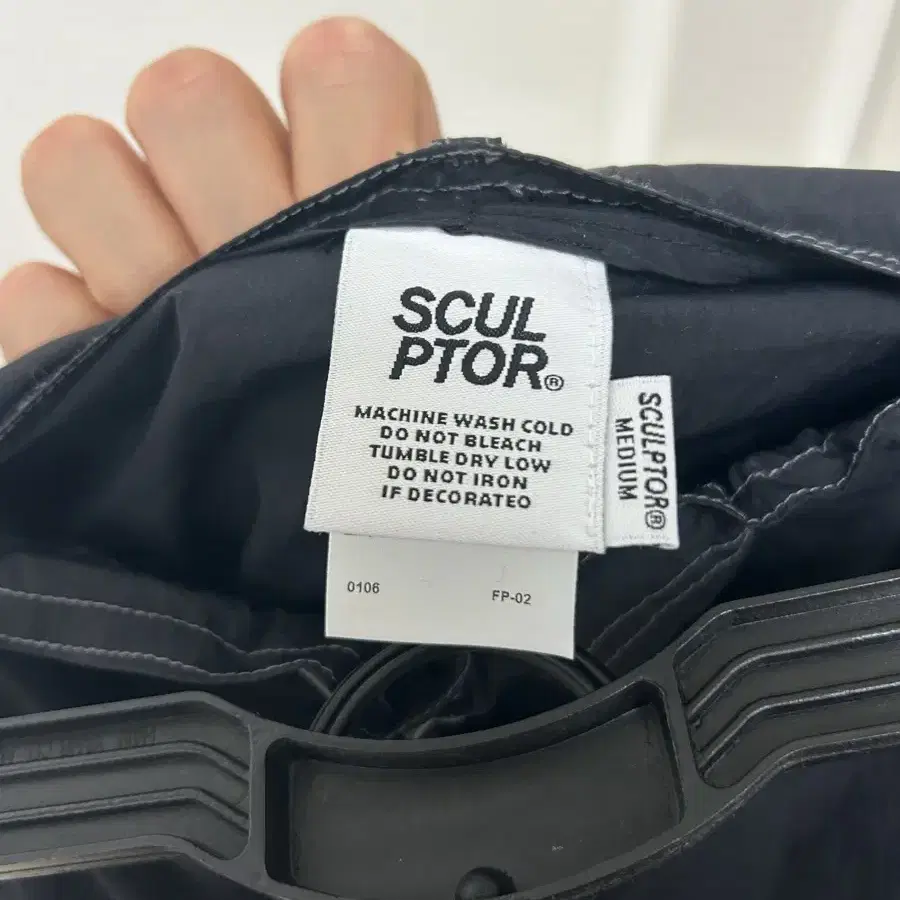 SCUL
PTOR®
MACHINE WASH COLD
DO NOT BLEACH
TUMBLE DRY LOW
DO NOT IRON
IF DECORATED
SCULPTOR®
MEDIUM
0106 FP-02